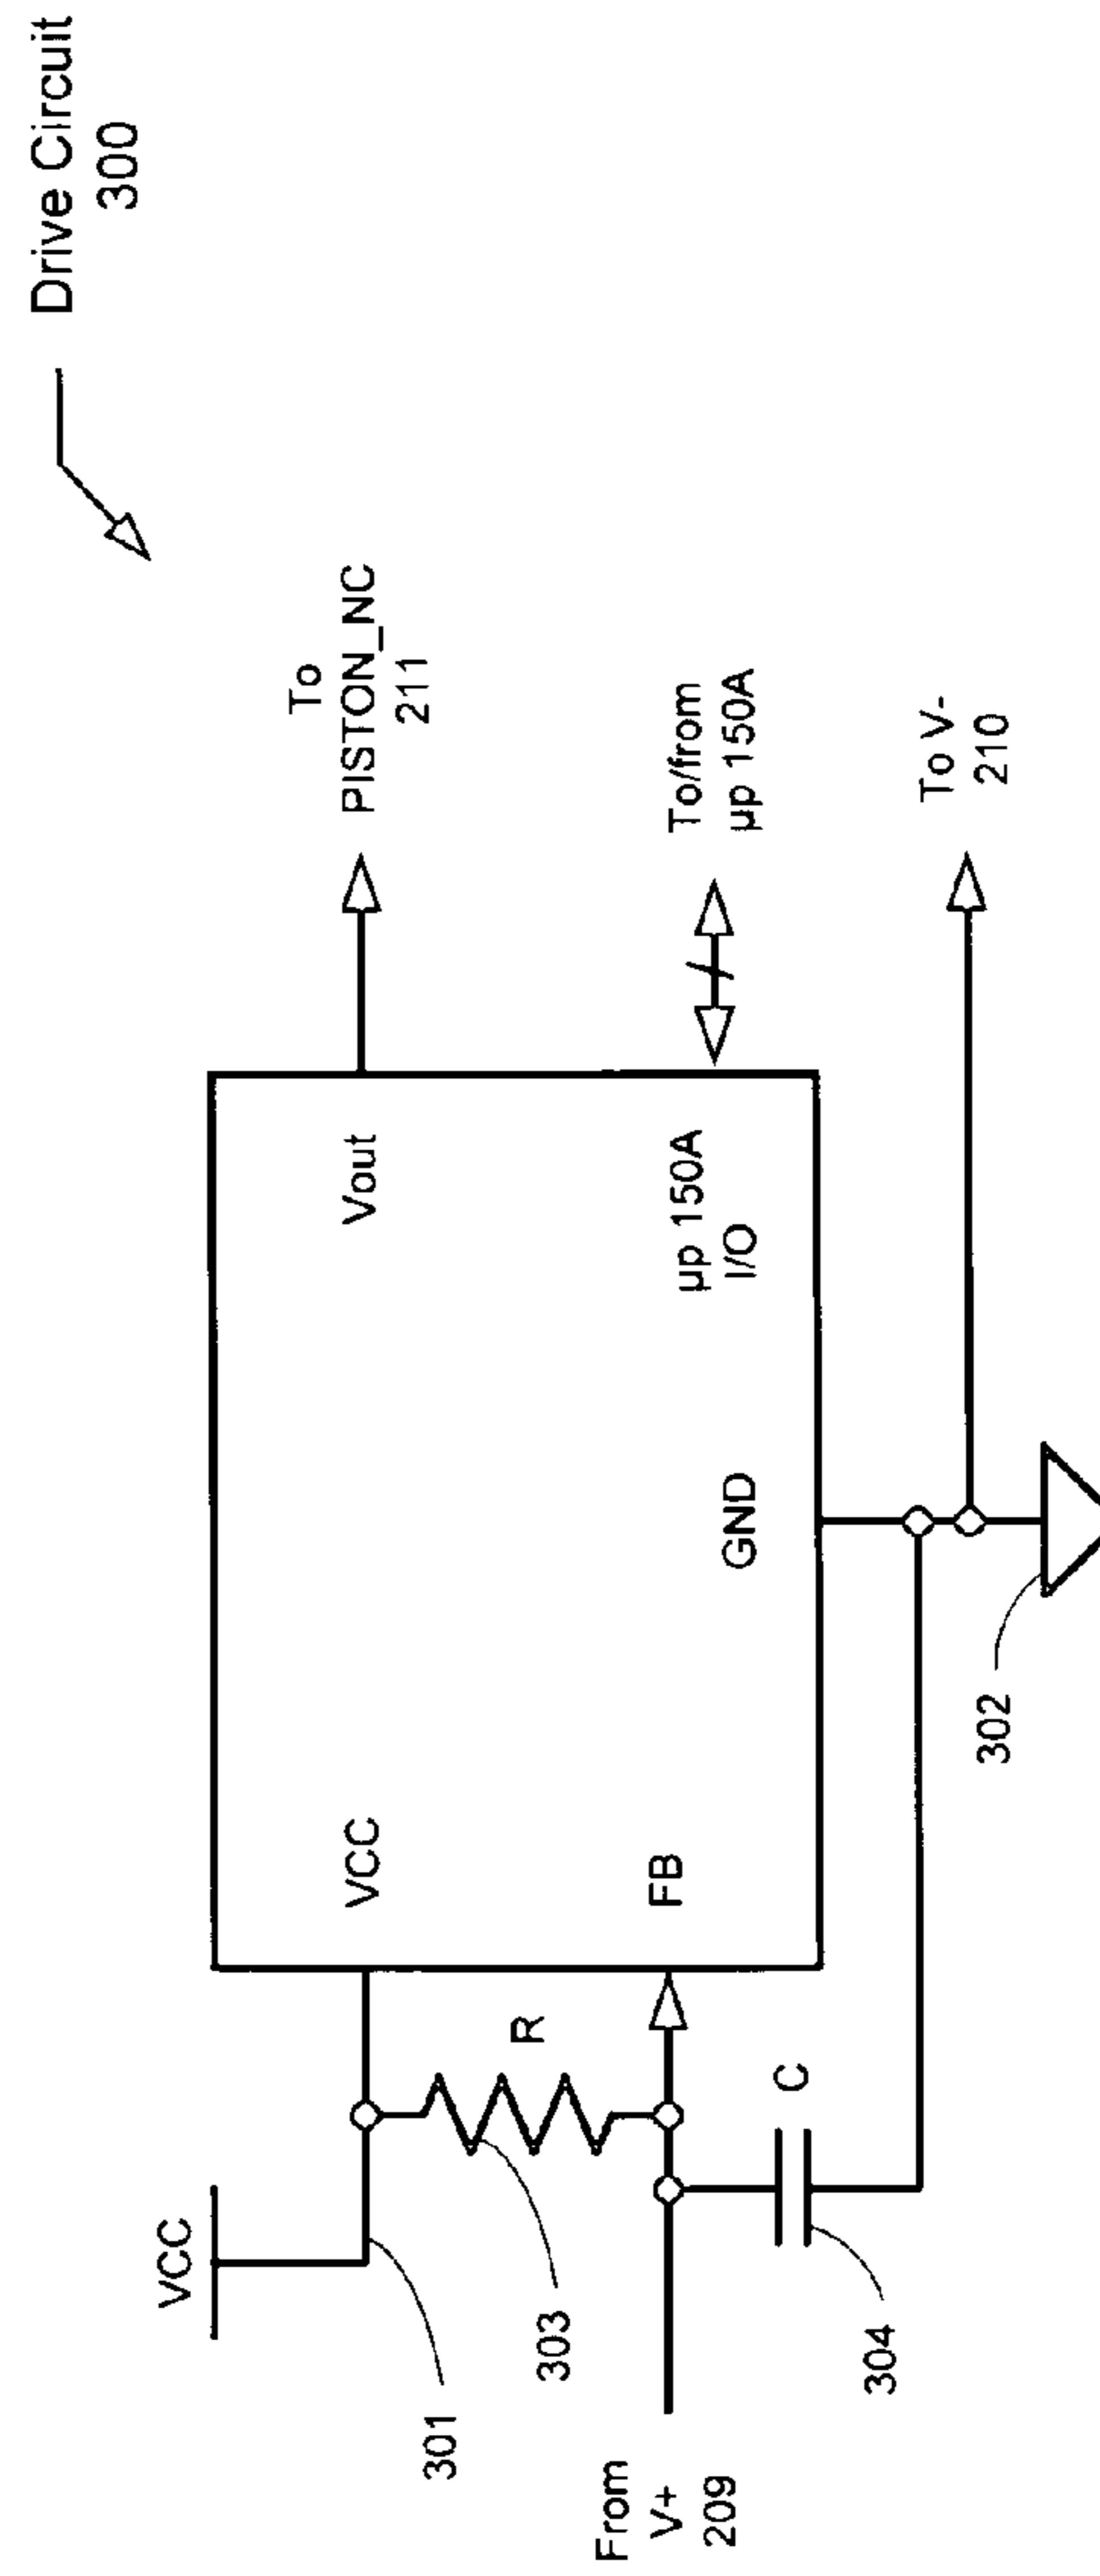 Drive Circuit
300
To
PISTON_NC
211
VCC
VCC
Vout
301
R
303
From
V+
209
FB
µp 150A
I/O
To/from
µp 150A
C
304
GND
To V-
210
302